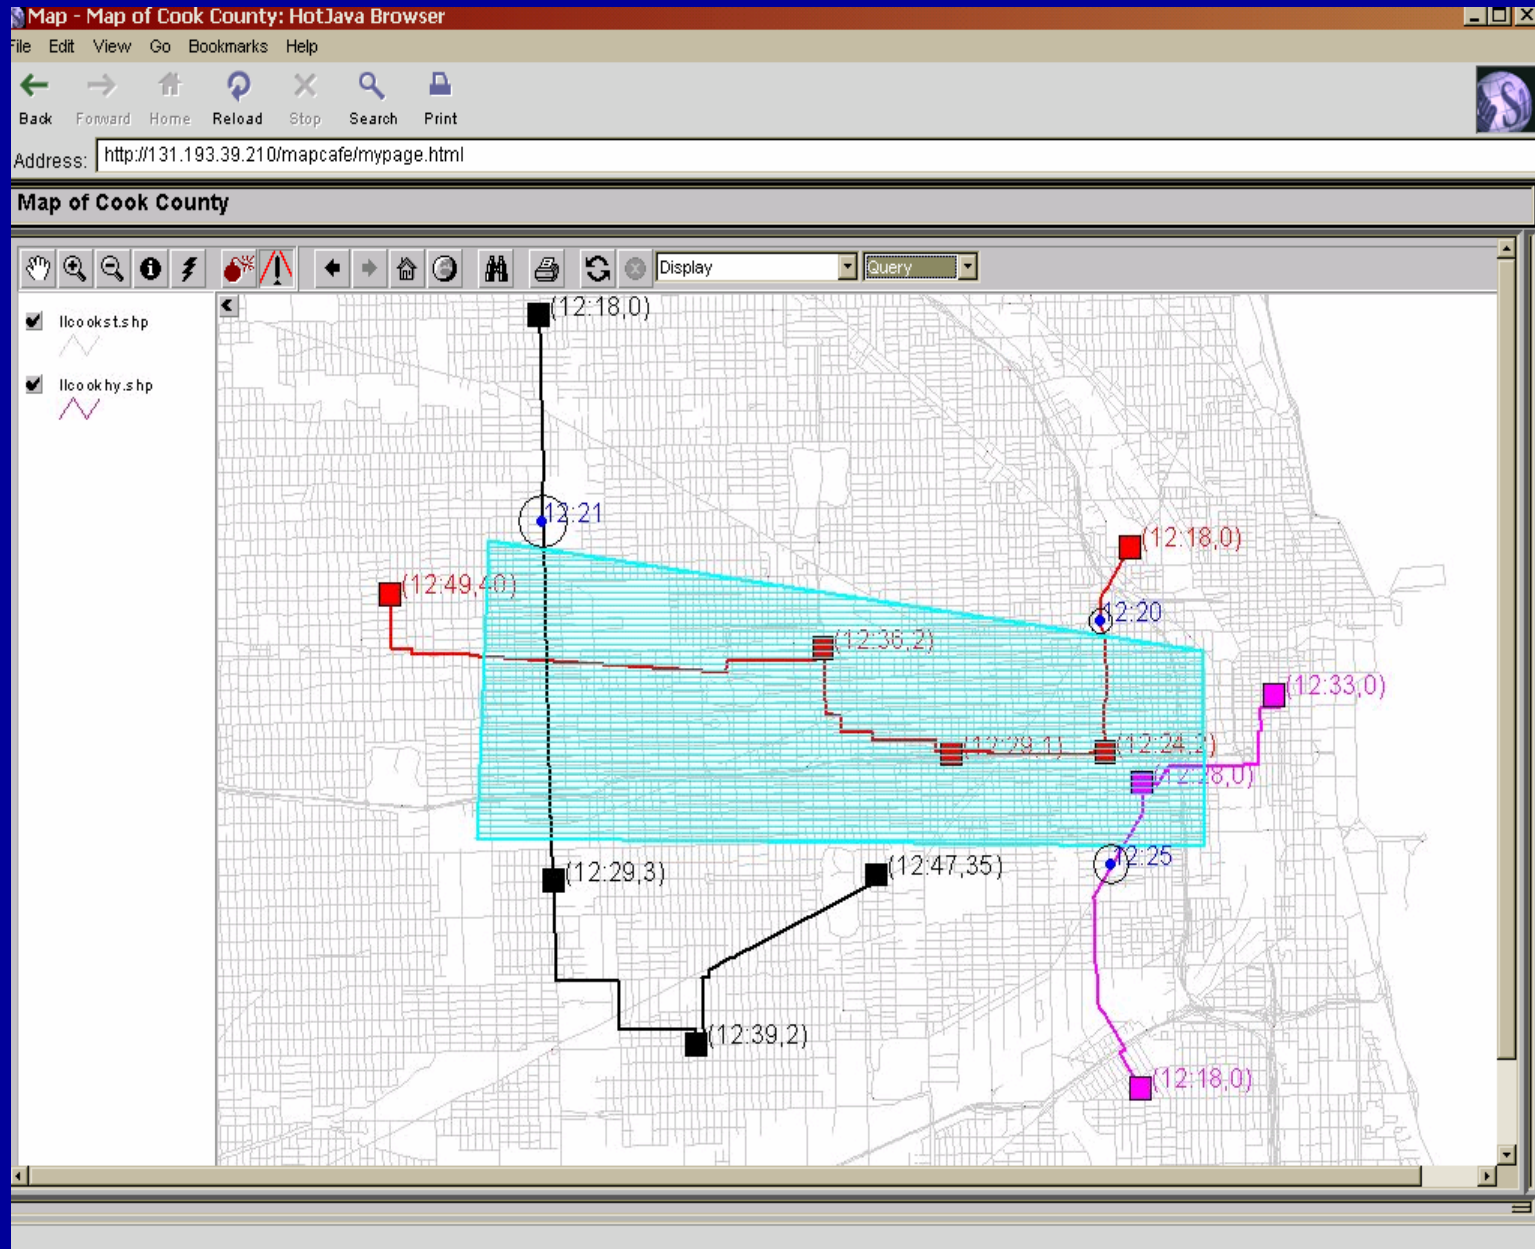 Map - Map of Cook County: HotJava Browser
File Edit View Go Bookmarks Help
Back Forward Home Reload Stop Search Print
Address: http://131.193.39.210/mapcafe/mypage.html
Map of Cook County
Display Query
llcookst.shp
llcookhy.shp
(12:18,0)
12:21
(12:18,0)
(12:49,40)
12:20
(12:36,2)
(12:33,0)
(12:29,1) (12:24,2)
(12:28,0)
12:25
(12:29,3) (12:47,35)
(12:39,2)
(12:18,0)